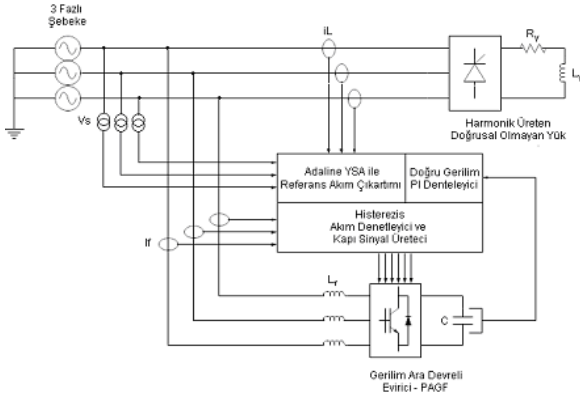 3 Fazlı
Şebeke
iL
Ry
L
Vs
Harmonik Üreten
Doğrusal Olmayan Yük
Adaline YSA ile
Referans Akım Çıkartımı
Doğru Gerilim
PI Denteleyici
Histerezis
Akım Denetleyici ve
Kapı Sinyal Üreteci
If
Lf
C
Gerilim Ara Devreli
Evirici - PAGF